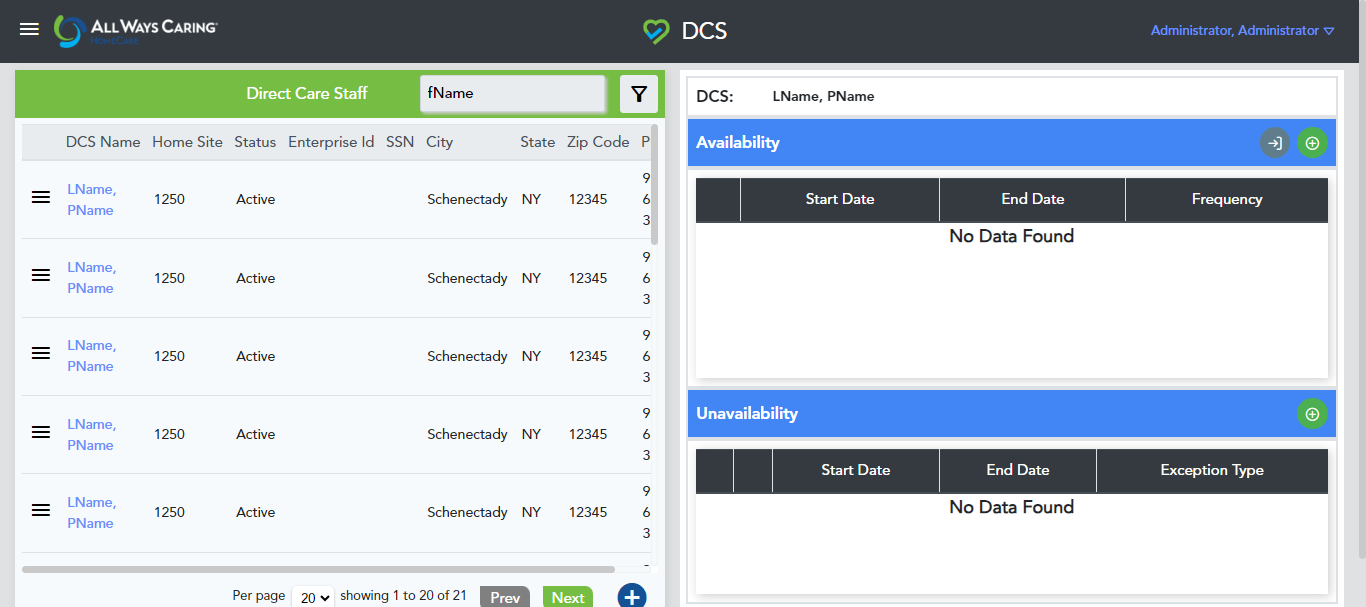 ALL WAYS CARING
HOMECARE
DCS
Administrator, Administrator
Direct Care Staff
fName
DCS Name Home Site Status Enterprise Id SSN City State Zip Code P
LName,
PName
1250 Active Schenectady NY 12345
9
6
3
LName,
PName
1250 Active Schenectady NY 12345
9
6
3
LName,
PName
1250 Active Schenectady NY 12345
9
6
3
LName,
PName
1250 Active Schenectady NY 12345
9
6
3
LName,
PName
1250 Active Schenectady NY 12345
9
6
3
Per page 20 showing 1 to 20 of 21 Prev Next
DCS: LName, PName
Availability
Start Date End Date Frequency
No Data Found
Unavailability
Start Date End Date Exception Type
No Data Found